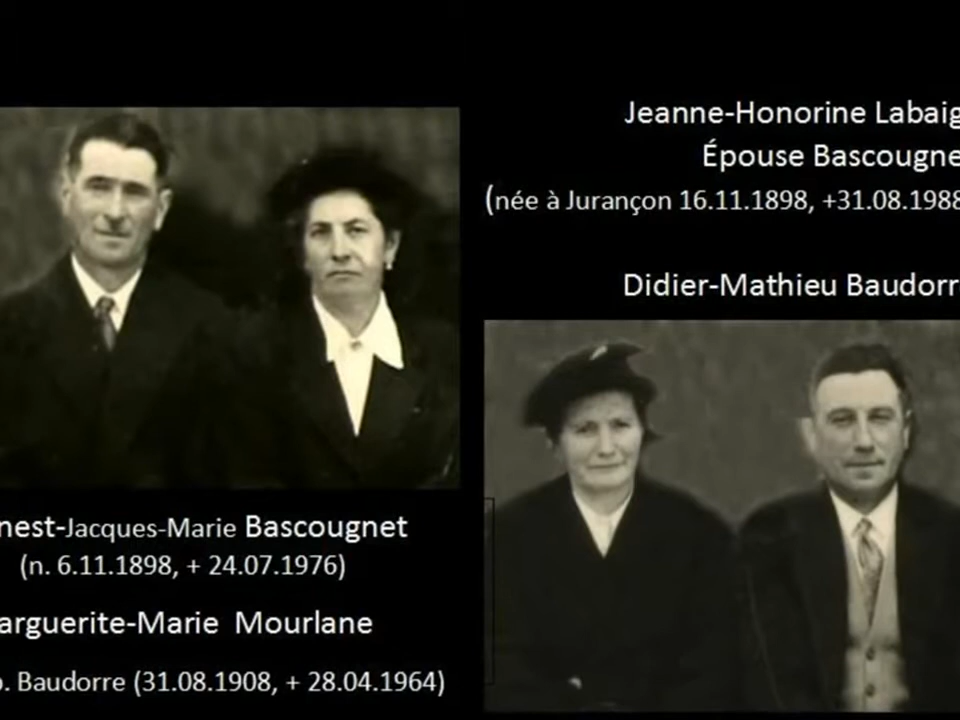 Jeanne-Honorine Labaig
Épouse Bascougne
(née à Jurançon 16.11.1898, +31.08.1988
Didier-Mathieu Baudorr
nest-Jacques-Marie Bascougnet
(n. 6.11.1898, + 24.07.1976)
arguerite-Marie Mourlane
. Baudorre (31.08.1908, + 28.04.1964)